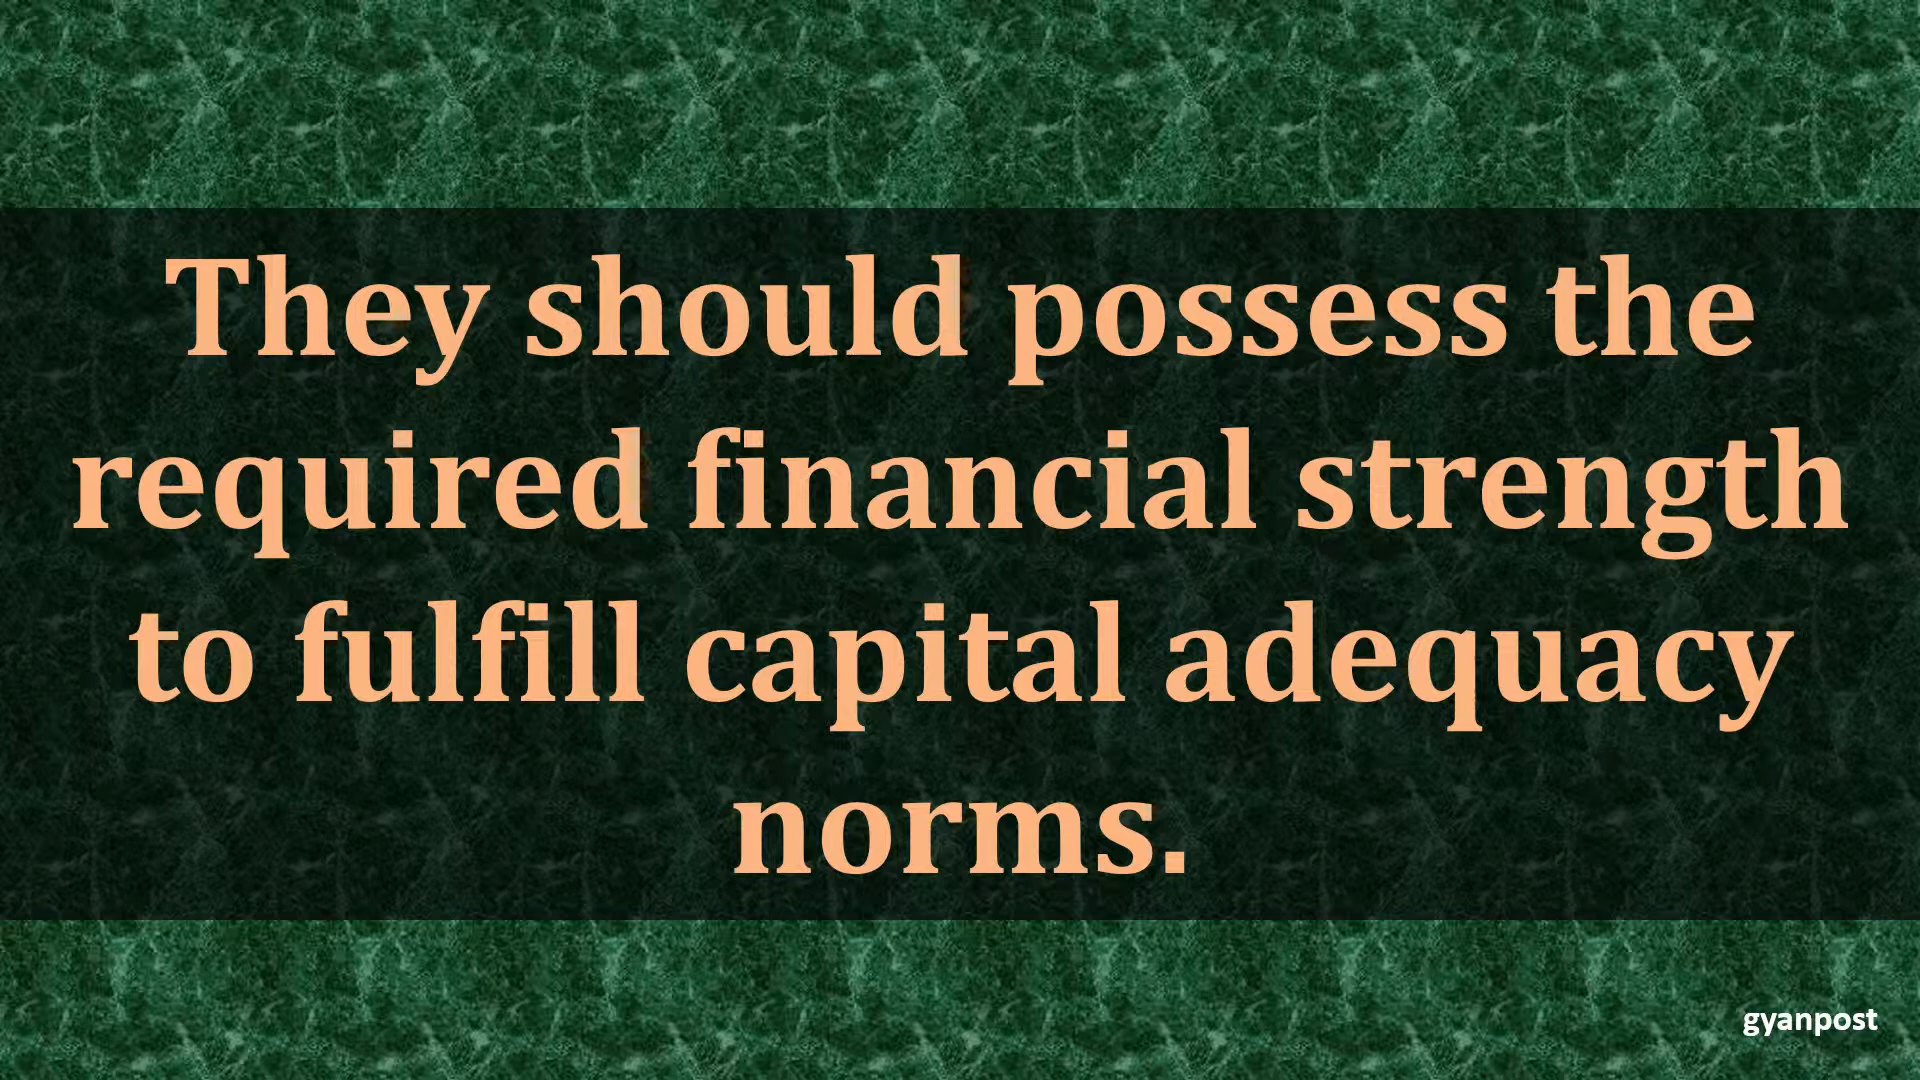 They should possess the
required financial strength
to fulfill capital adequacy
norms.
gyanpost